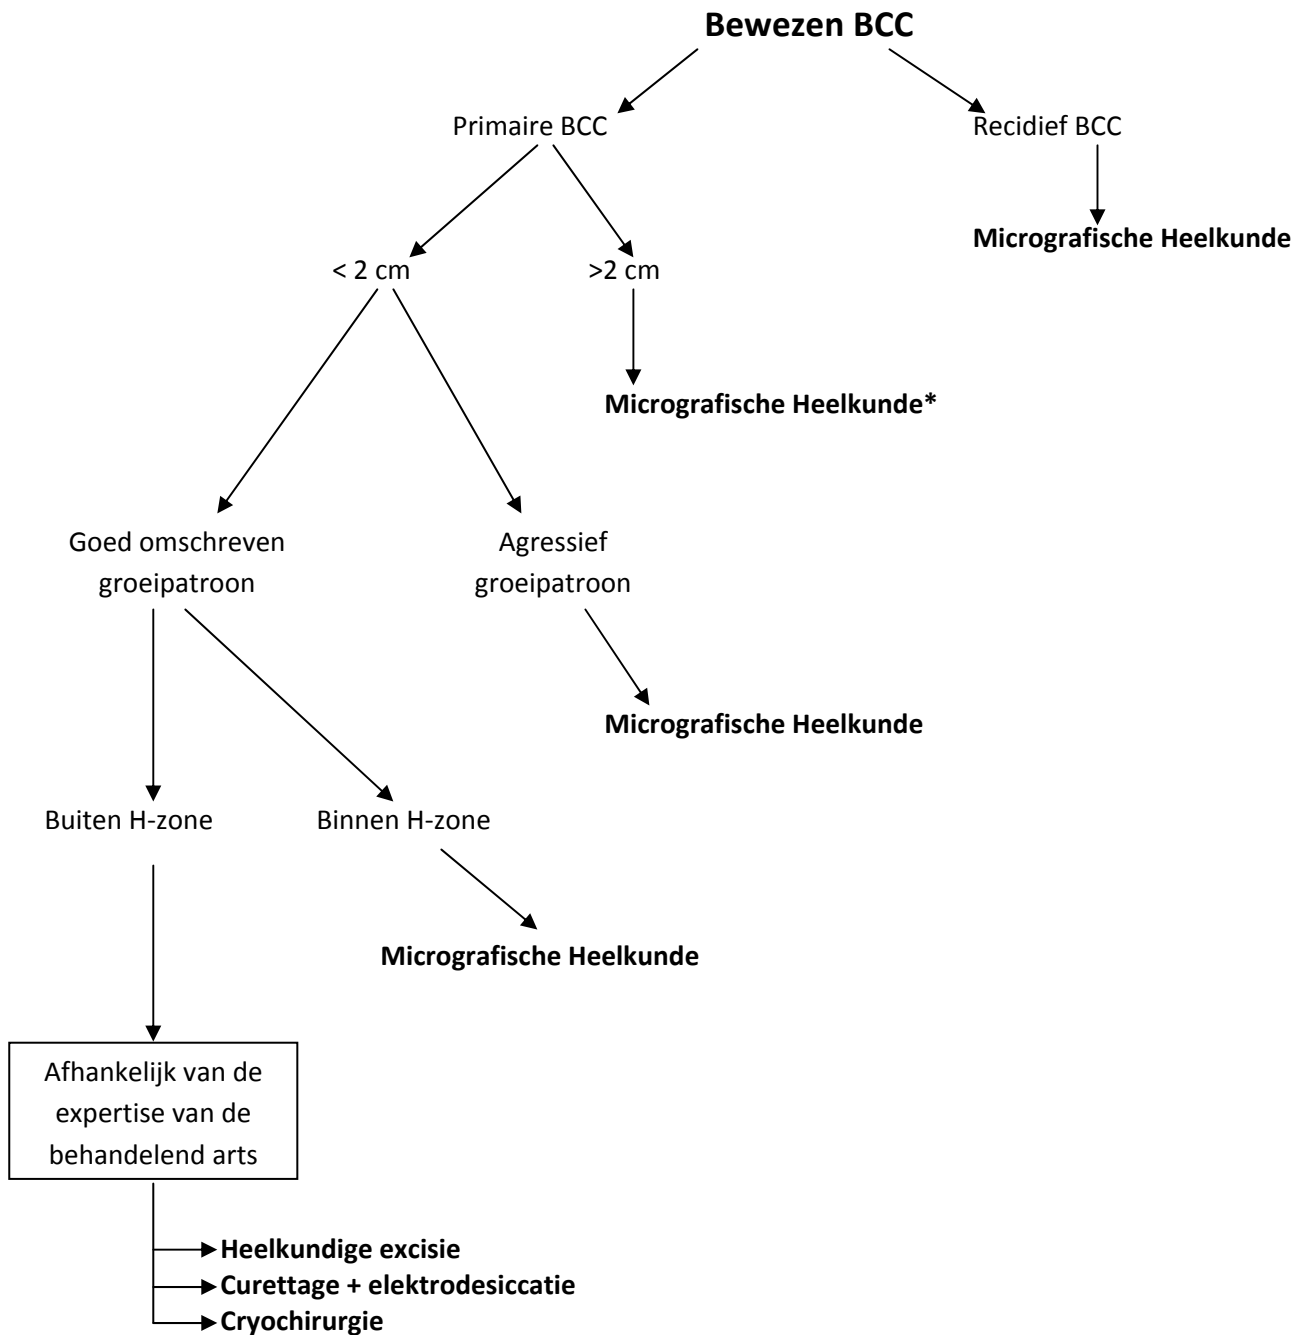 Bewezen BCC
Primaire BCC
Recidief BCC
Micrografische Heelkunde
< 2 cm
>2 cm
Micrografische Heelkunde*
Goed omschreven
groeipatroon
Agressief
groeipatroon
Micrografische Heelkunde
Buiten H-zone
Binnen H-zone
Micrografische Heelkunde
Afhankelijk van de
expertise van de
behandelend arts
Heelkundige excisie
Curettage + elektrodesiccatie
Cryochirurgie